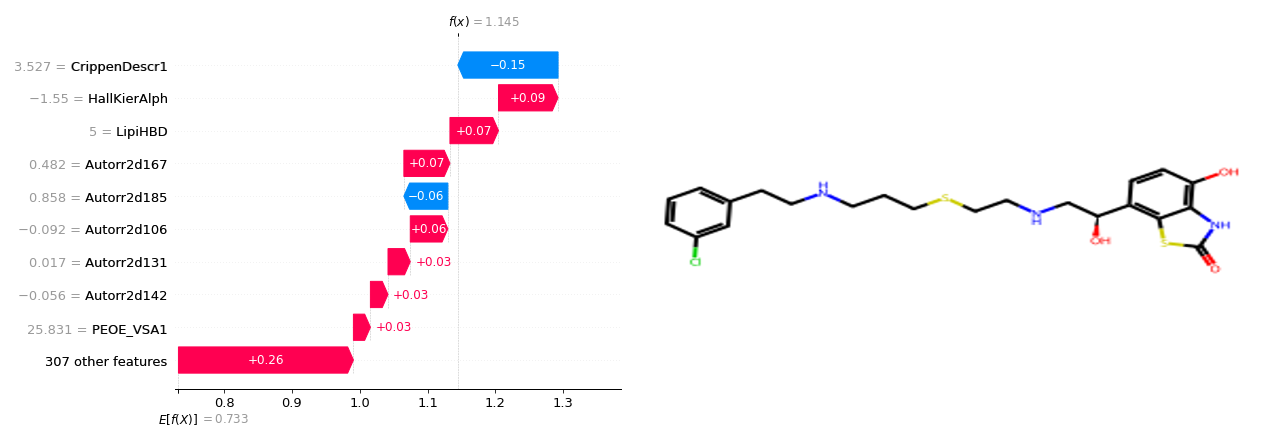 f(x) = 1.145
3.527 = CrippenDescr1
−0.15
−1.55 = HallKierAlph
+0.09
5 = LipiHBD
+0.07
0.482 = Autorr2d167
+0.07
0.858 = Autorr2d185
−0.06
−0.092 = Autorr2d106
+0.06
0.017 = Autorr2d131
+0.03
−0.056 = Autorr2d142
+0.03
25.831 = PEOE_VSA1
+0.03
307 other features
+0.26
0.8 0.9 1.0 1.1 1.2 1.3
E[f(X)] = 0.733
Cl
H
N
S
N
H
OH
OH
NH
S
O